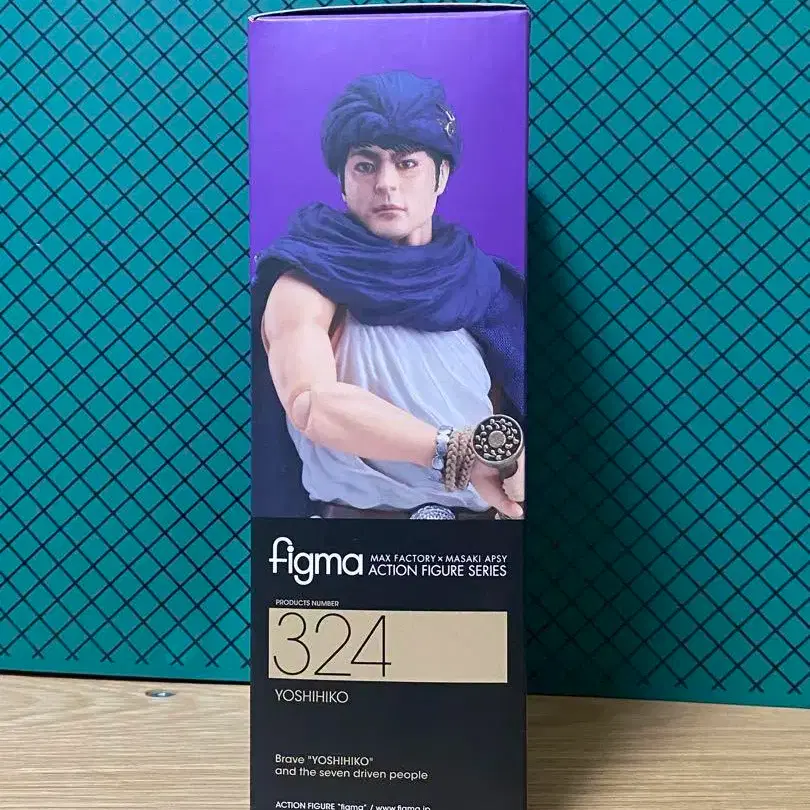 figma MAX FACTORY × MASAKI APSY
ACTION FIGURE SERIES
PRODUCTS NUMBER
324
YOSHIHIKO
Brave "YOSHIHIKO"
and the seven driven people
ACTION FIGURE "figma" / www.figma.jp